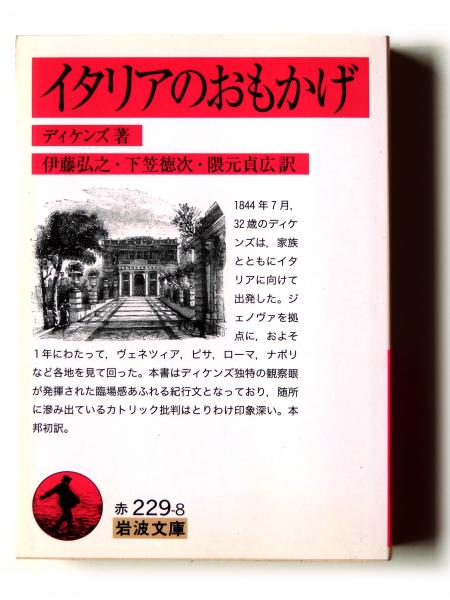 イタリアのおもかげ
ディケンズ 著
伊藤弘之・下笠徳次・隈元貞広 訳
1844年7月，
32歳のディケ
ンズは，家族
とともにイタ
リアに向けて
出発した。ジ
ェノヴァを拠
点に，およそ
1年にわたって，ヴェネツィア，ピサ，ローマ，ナポリ
など各地を見て回った。本書はディケンズ独特の観察眼
が発揮された臨場感あふれる紀行文となっており，随所
に滲み出ているカトリック批判はとりわけ印象深い。本
邦初訳。
赤 229-8
岩波文庫